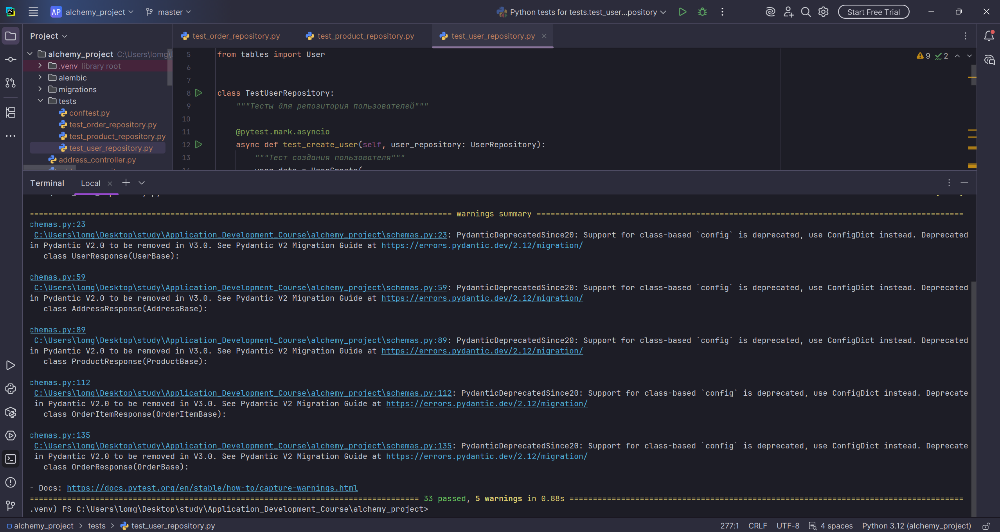 AP alchemy_project master Python tests for tests.test_user...pository Start Free Trial
Project
test_order_repository.py test_product_repository.py test_user_repository.py
alchemy_project C:\Users\lomg\
.venv library root
alembic
migrations
tests
conftest.py
test_order_repository.py
test_product_repository.py
test_user_repository.py
address_controller.py
9 2
5 from tables import User
6
7
8 class TestUserRepository:
9 """Тесты для репозитория пользователей"""
10
11 @pytest.mark.asyncio
12 async def test_create_user(self, user_repository: UserRepository):
13 """Тест создания пользователя"""
14 user_data = UserCreate(
Terminal Local
============ warnings summary ============
chemas.py:23
C:\Users\lomg\Desktop\study\Application_Development_Course\alchemy_project\schemas.py:23: PydanticDeprecatedSince20: Support for class-based `config` is deprecated, use ConfigDict instead. Deprecated
in Pydantic V2.0 to be removed in V3.0. See Pydantic V2 Migration Guide at https://errors.pydantic.dev/2.12/migration/
class UserResponse(UserBase):
chemas.py:59
C:\Users\lomg\Desktop\study\Application_Development_Course\alchemy_project\schemas.py:59: PydanticDeprecatedSince20: Support for class-based `config` is deprecated, use ConfigDict instead. Deprecated
in Pydantic V2.0 to be removed in V3.0. See Pydantic V2 Migration Guide at https://errors.pydantic.dev/2.12/migration/
class AddressResponse(AddressBase):
chemas.py:89
C:\Users\lomg\Desktop\study\Application_Development_Course\alchemy_project\schemas.py:89: PydanticDeprecatedSince20: Support for class-based `config` is deprecated, use ConfigDict instead. Deprecated
in Pydantic V2.0 to be removed in V3.0. See Pydantic V2 Migration Guide at https://errors.pydantic.dev/2.12/migration/
class ProductResponse(ProductBase):
chemas.py:112
C:\Users\lomg\Desktop\study\Application_Development_Course\alchemy_project\schemas.py:112: PydanticDeprecatedSince20: Support for class-based `config` is deprecated, use ConfigDict instead. Deprecate
in Pydantic V2.0 to be removed in V3.0. See Pydantic V2 Migration Guide at https://errors.pydantic.dev/2.12/migration/
class OrderItemResponse(OrderItemBase):
chemas.py:135
C:\Users\lomg\Desktop\study\Application_Development_Course\alchemy_project\schemas.py:135: PydanticDeprecatedSince20: Support for class-based `config` is deprecated, use ConfigDict instead. Deprecate
in Pydantic V2.0 to be removed in V3.0. See Pydantic V2 Migration Guide at https://errors.pydantic.dev/2.12/migration/
class OrderResponse(OrderBase):
- Docs: https://docs.pytest.org/en/stable/how-to/capture-warnings.html
============ 33 passed, 5 warnings in 0.88s ============
.venv) PS C:\Users\lomg\Desktop\study\Application_Development_Course\alchemy_project>
alchemy_project > tests > test_user_repository.py 277:1 CRLF UTF-8 4 spaces Python 3.12 (alchemy_project)